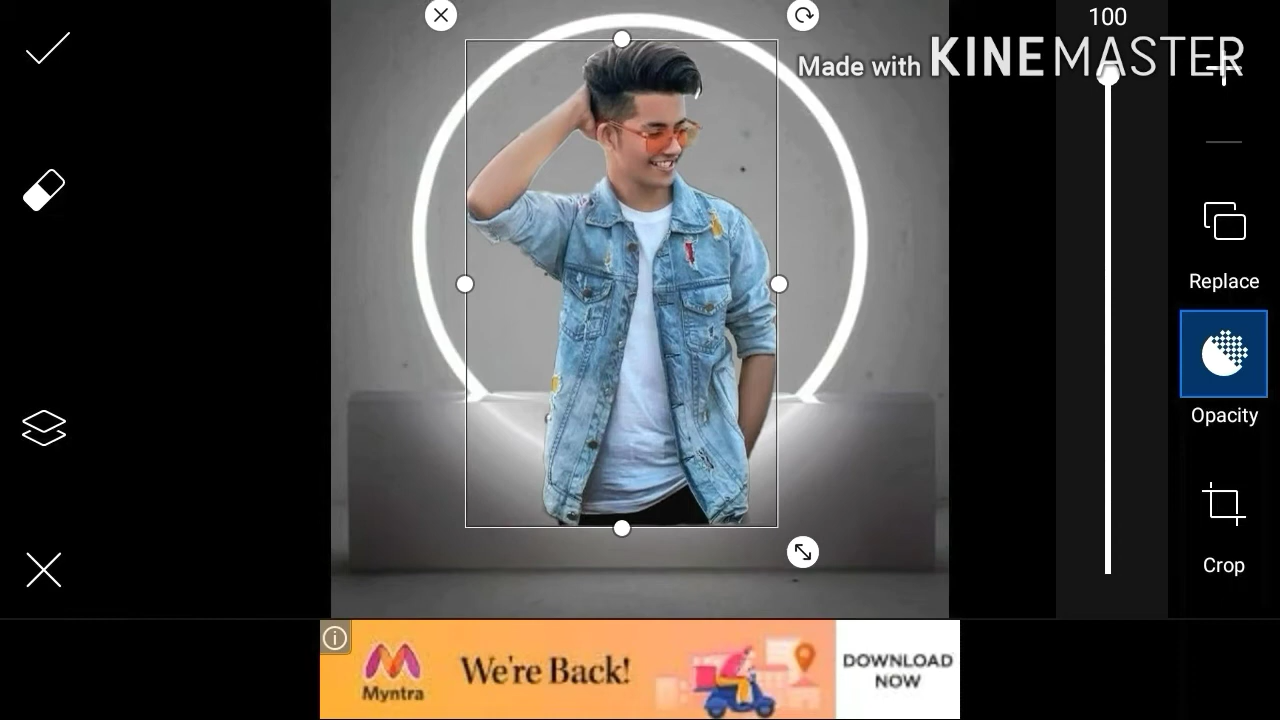 100
Made with KINEMASTER
Replace
Opacity
Crop
Myntra
We're Back!
DOWNLOAD
NOW